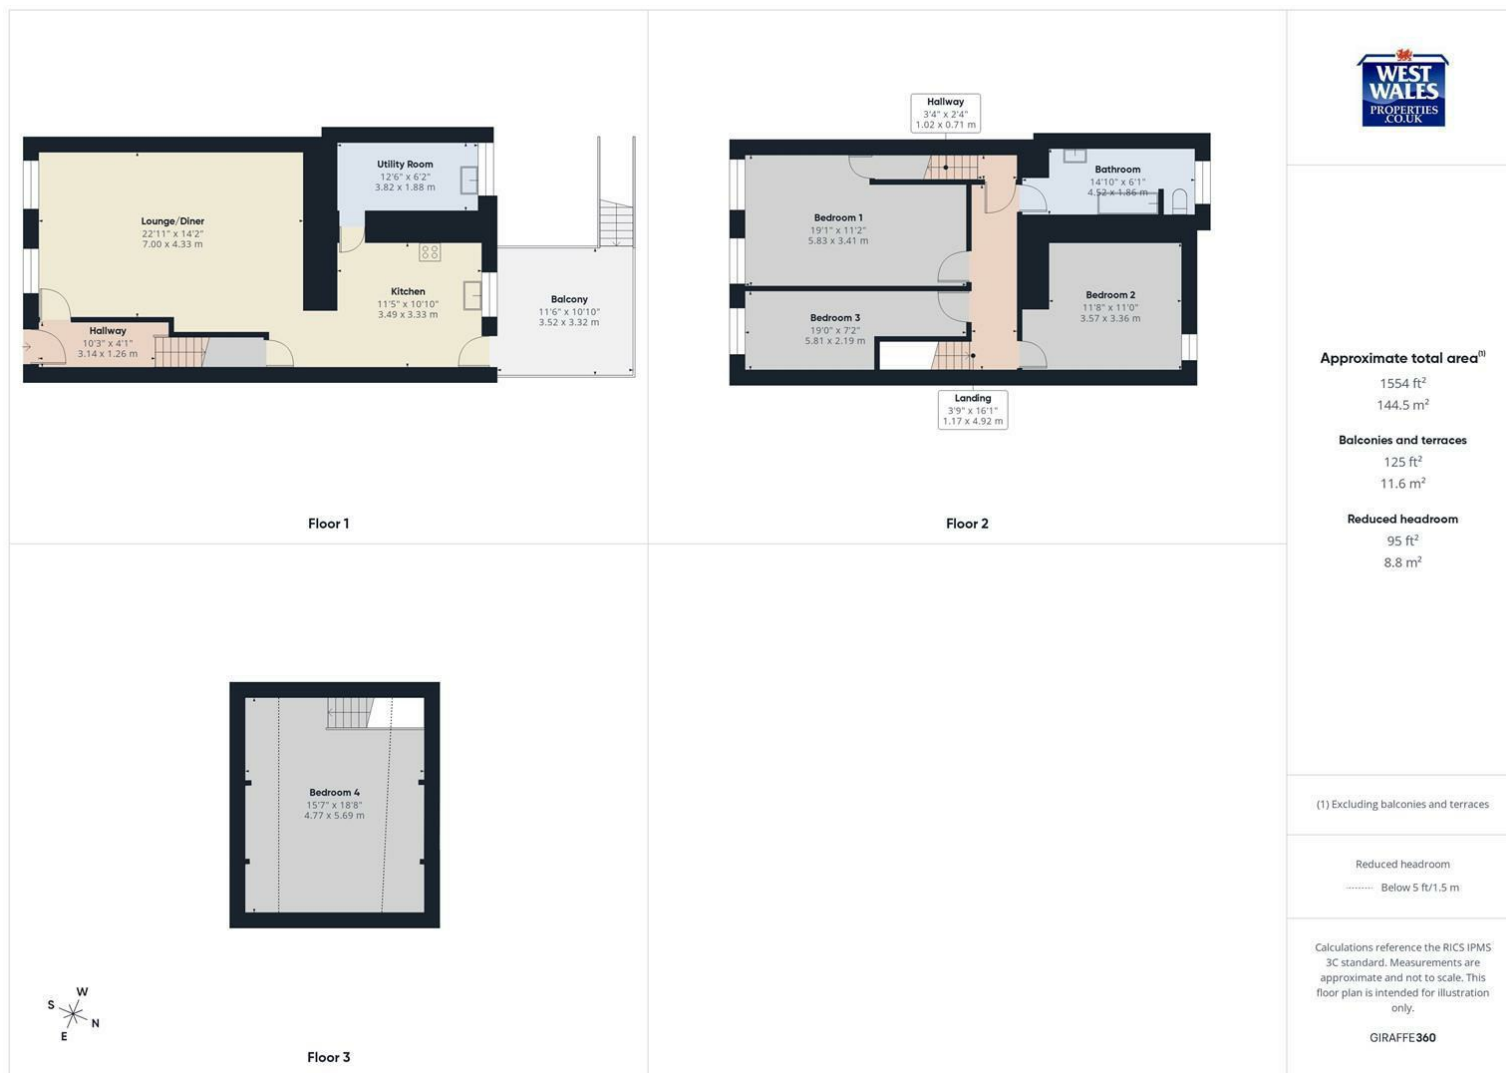 Utility Room
12'6" x 6'2"
3.82 x 1.88 m
Lounge/Diner
22'11" x 14'2"
7.00 x 4.33 m
Kitchen
11'5" x 10'10"
3.49 x 3.33 m
Balcony
11'6" x 10'10"
3.52 x 3.32 m
Hallway
10'3" x 4'1"
3.14 x 1.26 m
Floor 1
Hallway
3'4" x 2'4"
1.02 x 0.71 m
Bathroom
14'10" x 6'1"
4.52 x 1.86 m
Bedroom 1
19'1" x 11'2"
5.83 x 3.41 m
Bedroom 2
11'8" x 11'0"
3.57 x 3.36 m
Bedroom 3
19'0" x 7'2"
5.81 x 2.19 m
Landing
3'9" x 16'1"
1.17 x 4.92 m
Floor 2
Bedroom 4
15'7" x 18'8"
4.77 x 5.69 m
W
S
N
E
Floor 3
WEST
WALES
PROPERTIES
.CO.UK
Approximate total area(1)
1554 ft²
144.5 m²
Balconies and terraces
125 ft²
11.6 m²
Reduced headroom
95 ft²
8.8 m²
(1) Excluding balconies and terraces
Reduced headroom
Below 5 ft/1.5 m
Calculations reference the RICS IPMS
3C standard. Measurements are
approximate and not to scale. This
floor plan is intended for illustration
only.
GIRAFFE360